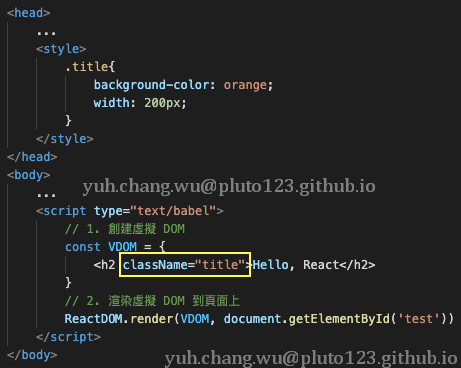 <head>
...
<style>
.title{
background-color: orange;
width: 200px;
}
</style>
</head>
<body>
...
yuh.chang.wu@pluto123.github.io
<script type="text/babel">
// 1. 創建虛擬 DOM
const VDOM = {
<h2 className="title">Hello, React</h2>
}
// 2. 渲染虛擬 DOM 到頁面上
ReactDOM.render(VDOM, document.getElementById('test'))
</script>
</body>
yuh.chang.wu@pluto123.github.io